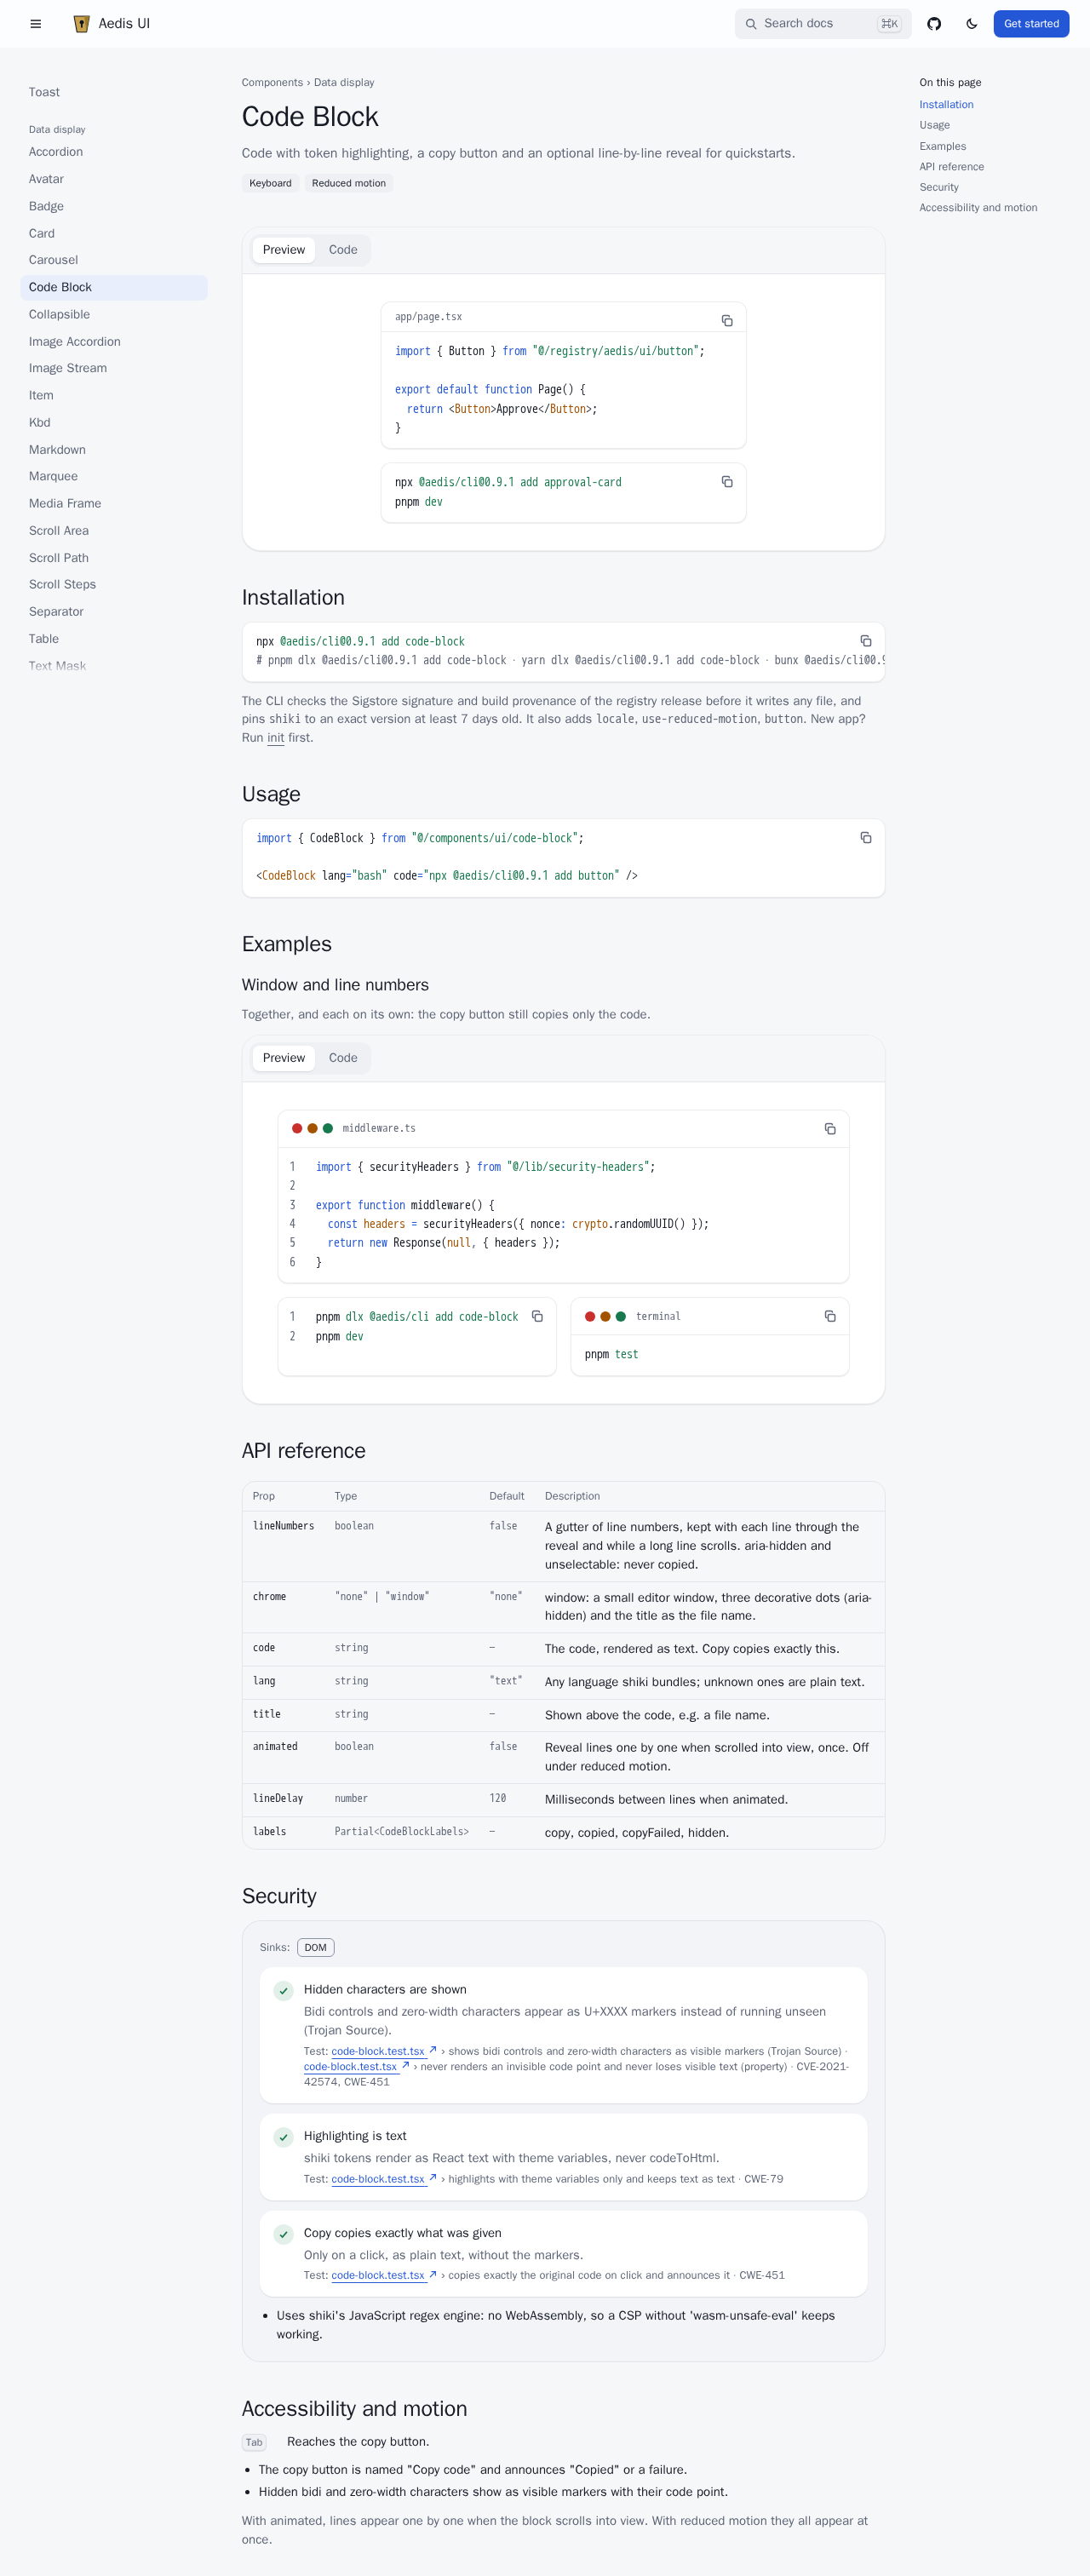 Aedis UI
Search docs
⌘K
Get started
Toast
Data display
Accordion
Avatar
Badge
Card
Carousel
Code Block
Collapsible
Image Accordion
Image Stream
Item
Kbd
Markdown
Marquee
Media Frame
Scroll Area
Scroll Path
Scroll Steps
Separator
Table
Text Mask
Components › Data display
Code Block
Code with token highlighting, a copy button and an optional line-by-line reveal for quickstarts.
Keyboard
Reduced motion
On this page
Installation
Usage
Examples
API reference
Security
Accessibility and motion
Preview
Code
app/page.tsx
import { Button } from "@/registry/aedis/ui/button";
export default function Page() {
return <Button>Approve</Button>;
}
npx @aedis/cli@0.9.1 add approval-card
pnpm dev
Installation
npx @aedis/cli@0.9.1 add code-block
# pnpm dlx @aedis/cli@0.9.1 add code-block · yarn dlx @aedis/cli@0.9.1 add code-block · bunx @aedis/cli@0.9
The CLI checks the Sigstore signature and build provenance of the registry release before it writes any file, and
pins shiki to an exact version at least 7 days old. It also adds locale, use-reduced-motion, button. New app?
Run init first.
Usage
import { CodeBlock } from "@/components/ui/code-block";
<CodeBlock lang="bash" code="npx @aedis/cli@0.9.1 add button" />
Examples
Window and line numbers
Together, and each on its own: the copy button still copies only the code.
Preview
Code
middleware.ts
1 import { securityHeaders } from "@/lib/security-headers";
2
3 export function middleware() {
4 const headers = securityHeaders({ nonce: crypto.randomUUID() });
5 return new Response(null, { headers });
6 }
1 pnpm dlx @aedis/cli add code-block
2 pnpm dev
terminal
pnpm test
API reference
Prop Type Default Description
lineNumbers boolean false A gutter of line numbers, kept with each line through the
reveal and while a long line scrolls. aria-hidden and
unselectable: never copied.
chrome "none" | "window" "none" window: a small editor window, three decorative dots (aria-
hidden) and the title as the file name.
code string — The code, rendered as text. Copy copies exactly this.
lang string "text" Any language shiki bundles; unknown ones are plain text.
title string — Shown above the code, e.g. a file name.
animated boolean false Reveal lines one by one when scrolled into view, once. Off
under reduced motion.
lineDelay number 120 Milliseconds between lines when animated.
labels Partial<CodeBlockLabels> — copy, copied, copyFailed, hidden.
Security
Sinks: DOM
Hidden characters are shown
Bidi controls and zero-width characters appear as U+XXXX markers instead of running unseen
(Trojan Source).
Test: code-block.test.tsx ↗ › shows bidi controls and zero-width characters as visible markers (Trojan Source) ·
code-block.test.tsx ↗ › never renders an invisible code point and never loses visible text (property) · CVE-2021-
42574, CWE-451
Highlighting is text
shiki tokens render as React text with theme variables, never codeToHtml.
Test: code-block.test.tsx ↗ › highlights with theme variables only and keeps text as text · CWE-79
Copy copies exactly what was given
Only on a click, as plain text, without the markers.
Test: code-block.test.tsx ↗ › copies exactly the original code on click and announces it · CWE-451
• Uses shiki's JavaScript regex engine: no WebAssembly, so a CSP without 'wasm-unsafe-eval' keeps
working.
Accessibility and motion
Tab Reaches the copy button.
• The copy button is named "Copy code" and announces "Copied" or a failure.
• Hidden bidi and zero-width characters show as visible markers with their code point.
With animated, lines appear one by one when the block scrolls into view. With reduced motion they all appear at
once.